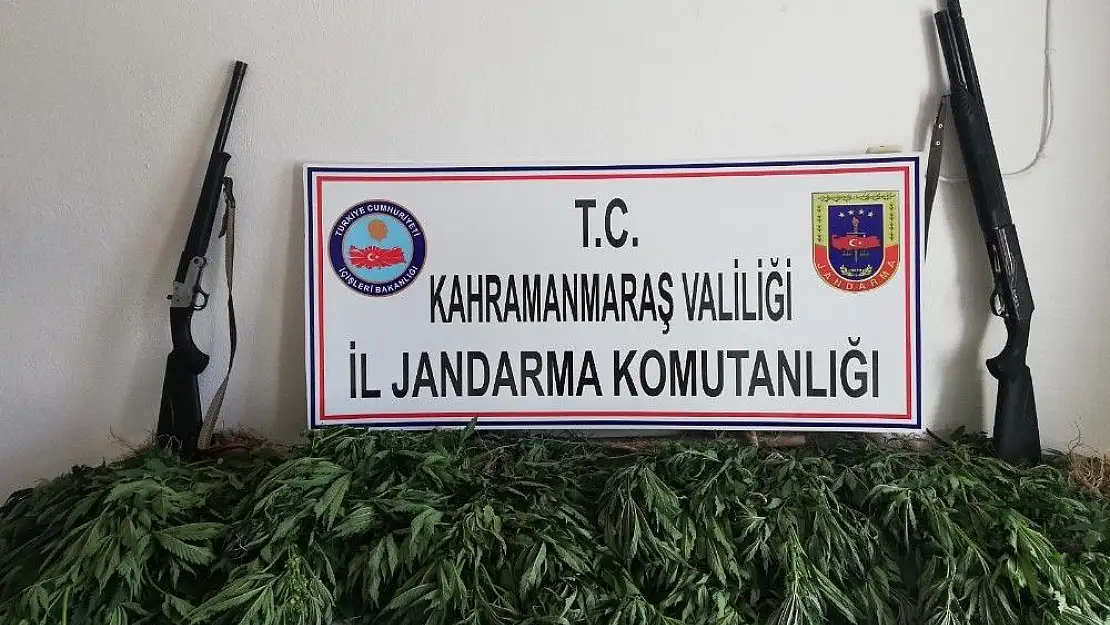 T.C.
KAHRAMANMARAŞ VALİLİĞİ
İL JANDARMA KOMUTANLIĞI
TÜRKİYE CUMHURİYETİ
İÇİŞLERİ BAKANLIĞI
JANDARMA